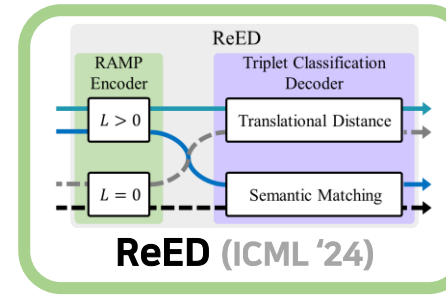 ReED
RAMP
Encoder
Triplet Classification
Decoder
L > 0
Translational Distance
L = 0
Semantic Matching
ReED (ICML ‘24)